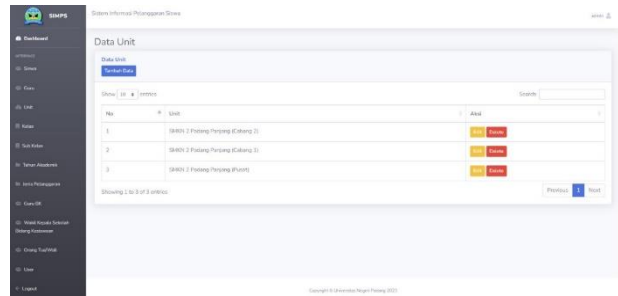 SIMPS
Sistem Informasi Pelanggaran Siswa
admin
Dashboard
INTERFACE
Siswa
Guru
Unit
Kelas
Sub Kelas
Tahun Akademik
Jenis Pelanggaran
Guru BK
Wakil Kepala Sekolah
Bidang Kesiswaan
Orang Tua/Wali
User
Logout
Data Unit
Data Unit
Tambah Data
Show 10 entries
Search:
No Unit Aksi
1 SMKN 2 Padang Panjang (Cabang 2) Edit Delete
2 SMKN 2 Padang Panjang (Cabang 1) Edit Delete
3 SMKN 2 Padang Panjang (Pusat) Edit Delete
Showing 1 to 3 of 3 entries
Previous 1 Next
Copyright © Universitas Negeri Padang